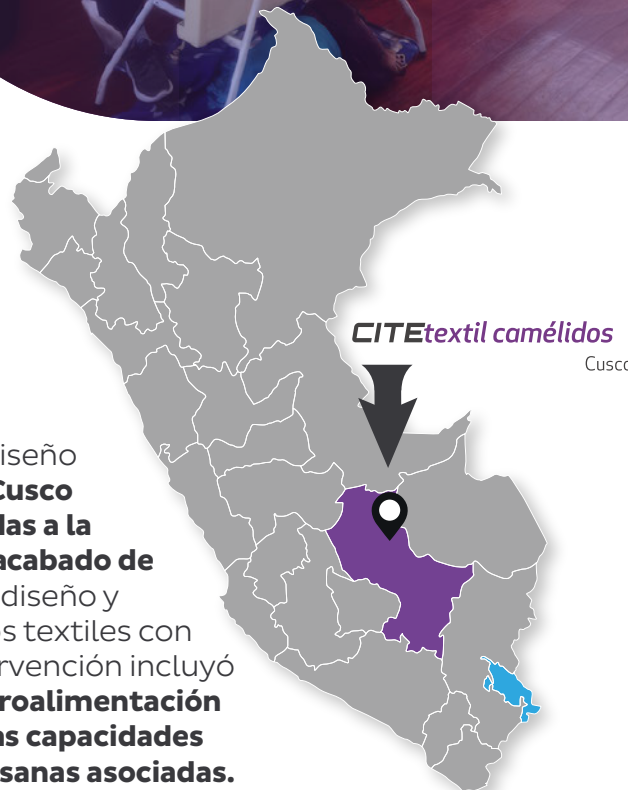 CITEtextil camélidos
Cusco
iseño
Cusco
das a la
acabado de
diseño y
s textiles con
rvención incluyó
roalimentación
as capacidades
sanas asociadas.